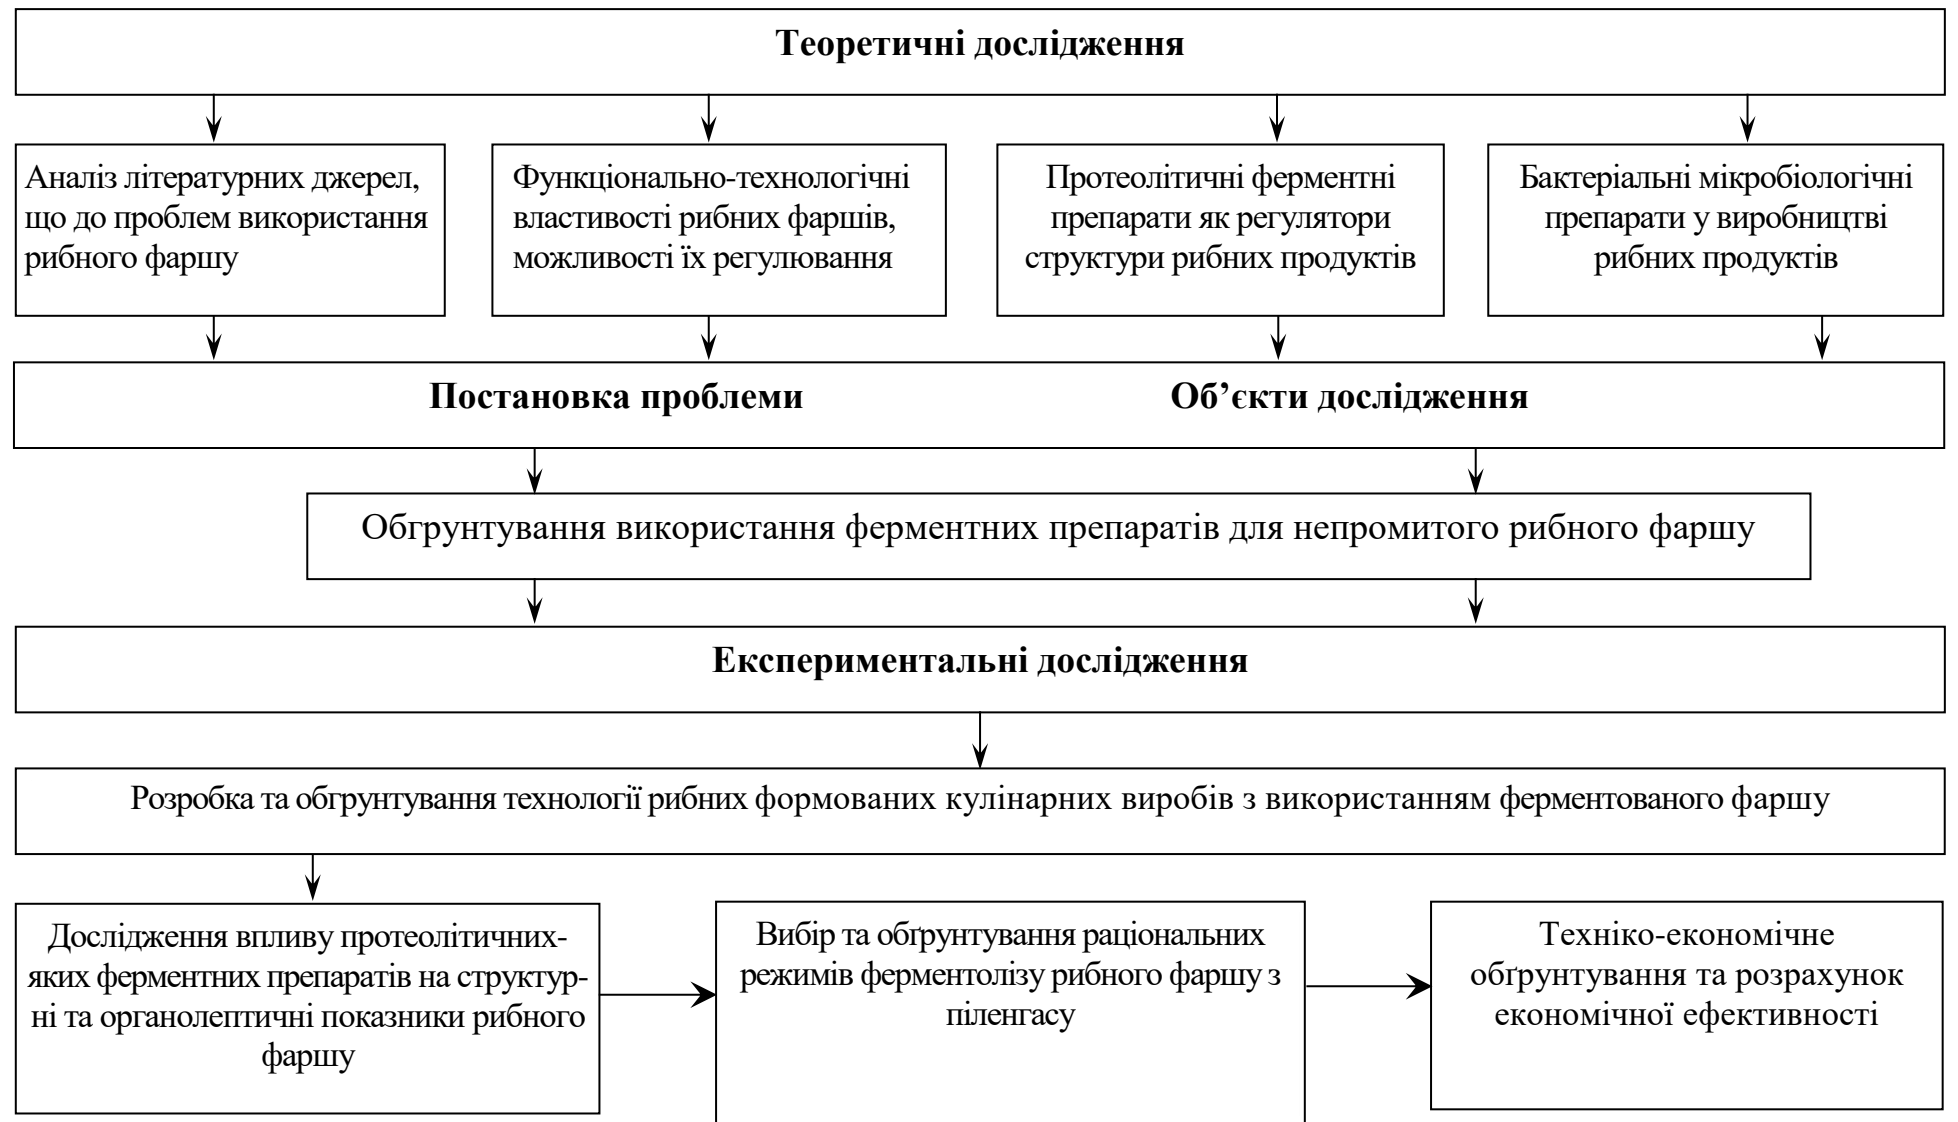 Теоретичні дослідження
Аналіз літературних джерел,
що до проблем використання
рибного фаршу
Функціонально-технологічні
властивості рибних фаршів,
можливості їх регулювання
Протеолітичні ферментні
препарати як регулятори
структури рибних продуктів
Бактеріальні мікробіологічні
препарати у виробництві
рибних продуктів
Постановка проблеми Об’єкти дослідження
Обгрунтування використання ферментних препаратів для непромитого рибного фаршу
Експериментальні дослідження
Розробка та обгрунтування технології рибних формованих кулінарних виробів з використанням ферментованого фаршу
Дослідження впливу протеолітичних-
яких ферментних препаратів на структур-
ні та органолептичні показники рибного
фаршу
Вибір та обґрунтування раціональних
режимів ферментолізу рибного фаршу з
піленгасу
Техніко-економічне
обґрунтування та розрахунок
економічної ефективності